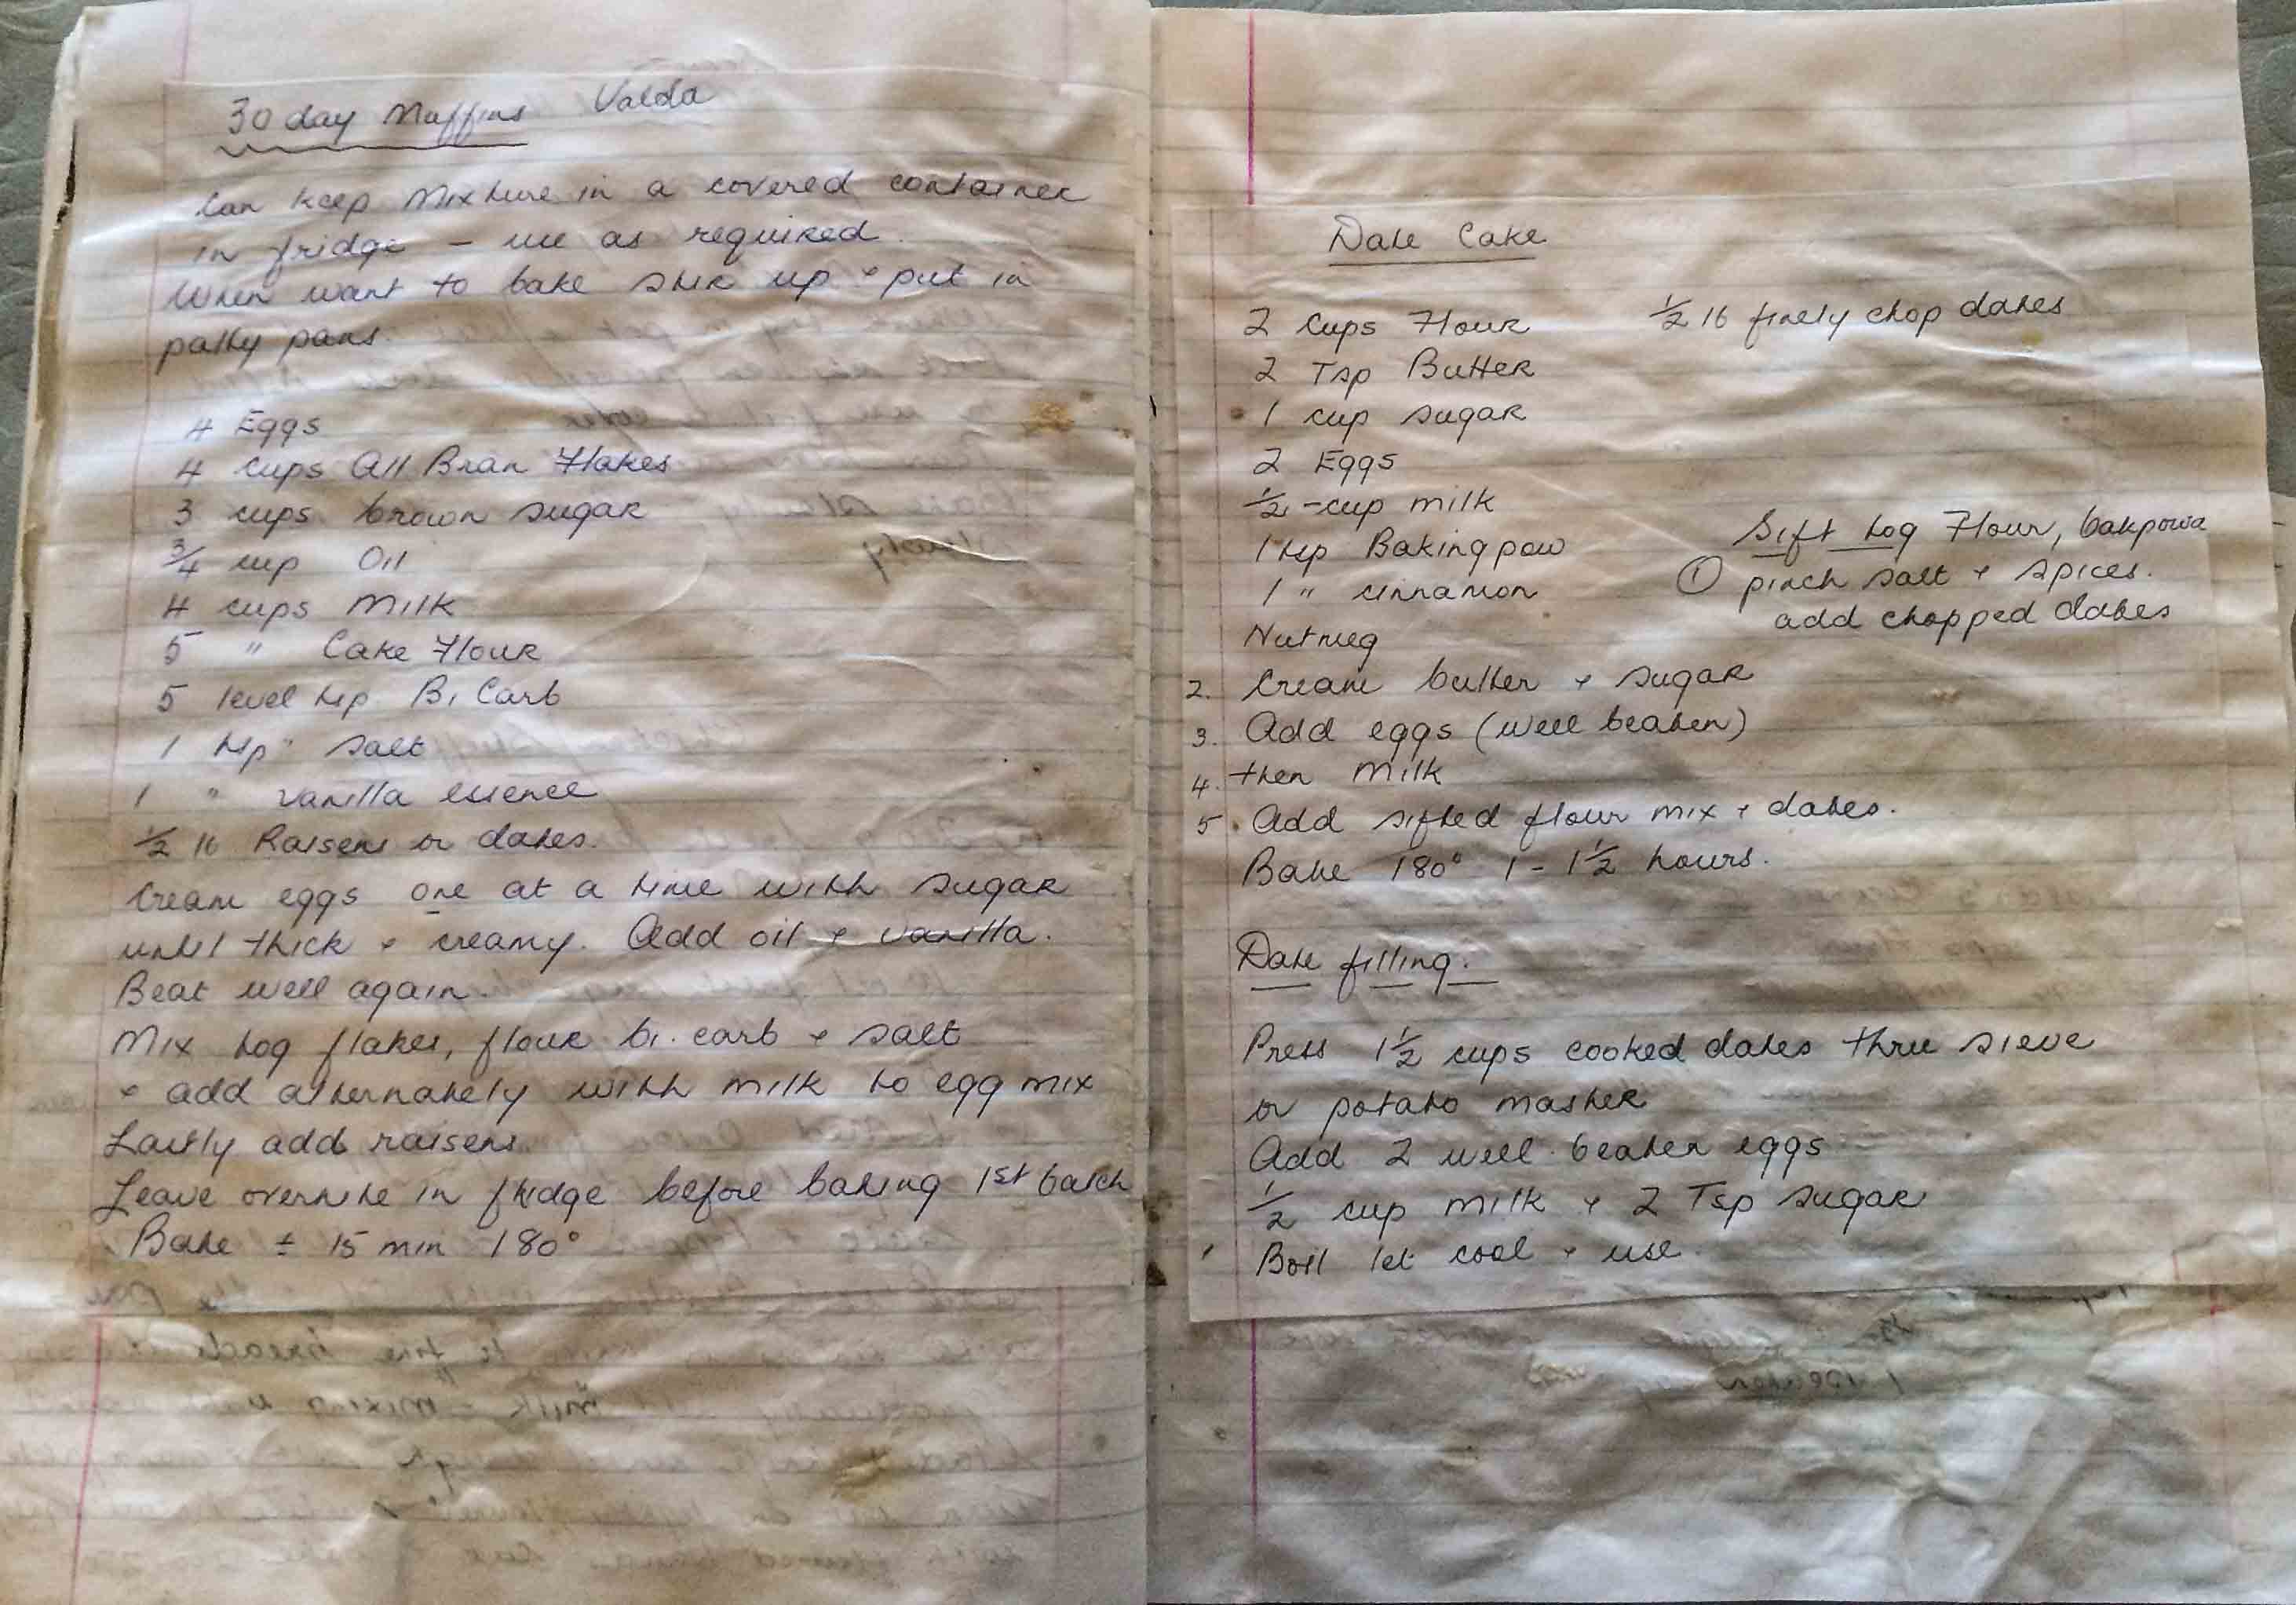 30 day Muffins Valda
Can keep Mixture in a covered container
in fridge – use as required.
When want to bake stir up + put in
patty pans.
4 Eggs
4 cups All Bran Flakes
3 cups brown sugar
3/4 cup Oil
4 cups Milk
5 " Cake Flour
5 level tsp Bi Carb
1 tsp salt
1 " vanilla essence
1/2 lb Raisens or dates.
Cream eggs one at a time with sugar
until thick + creamy. Add oil + vanilla.
Beat well again.
Mix tog flakes, flour bi. carb + salt
+ add alternately with milk to egg mix
Lastly add raisens.
Leave overnite in fridge before baking 1st batch
Bake ± 15 min 180°
Date Cake
2 Cups Flour 1/2 lb finely chop dates
2 Tsp Butter
1 cup sugar
2 Eggs
1/2 - cup milk
1 tsp Baking pow
1 " cinnamon
Nutmeg
Sift tog Flour, bakpowa
① pinch salt + spices.
add chopped dates
2. Cream butter + sugar
3. Add eggs (well beaten)
4. then Milk
5. Add sifted flour mix + dates.
Bake 180° 1 - 1 1/2 hours.
Date filling.
Press 1 1/2 cups cooked dates thru sieve
or potato masher
Add 2 well beaten eggs
1/2 cup milk + 2 Tsp sugar
Boil let cool + use.